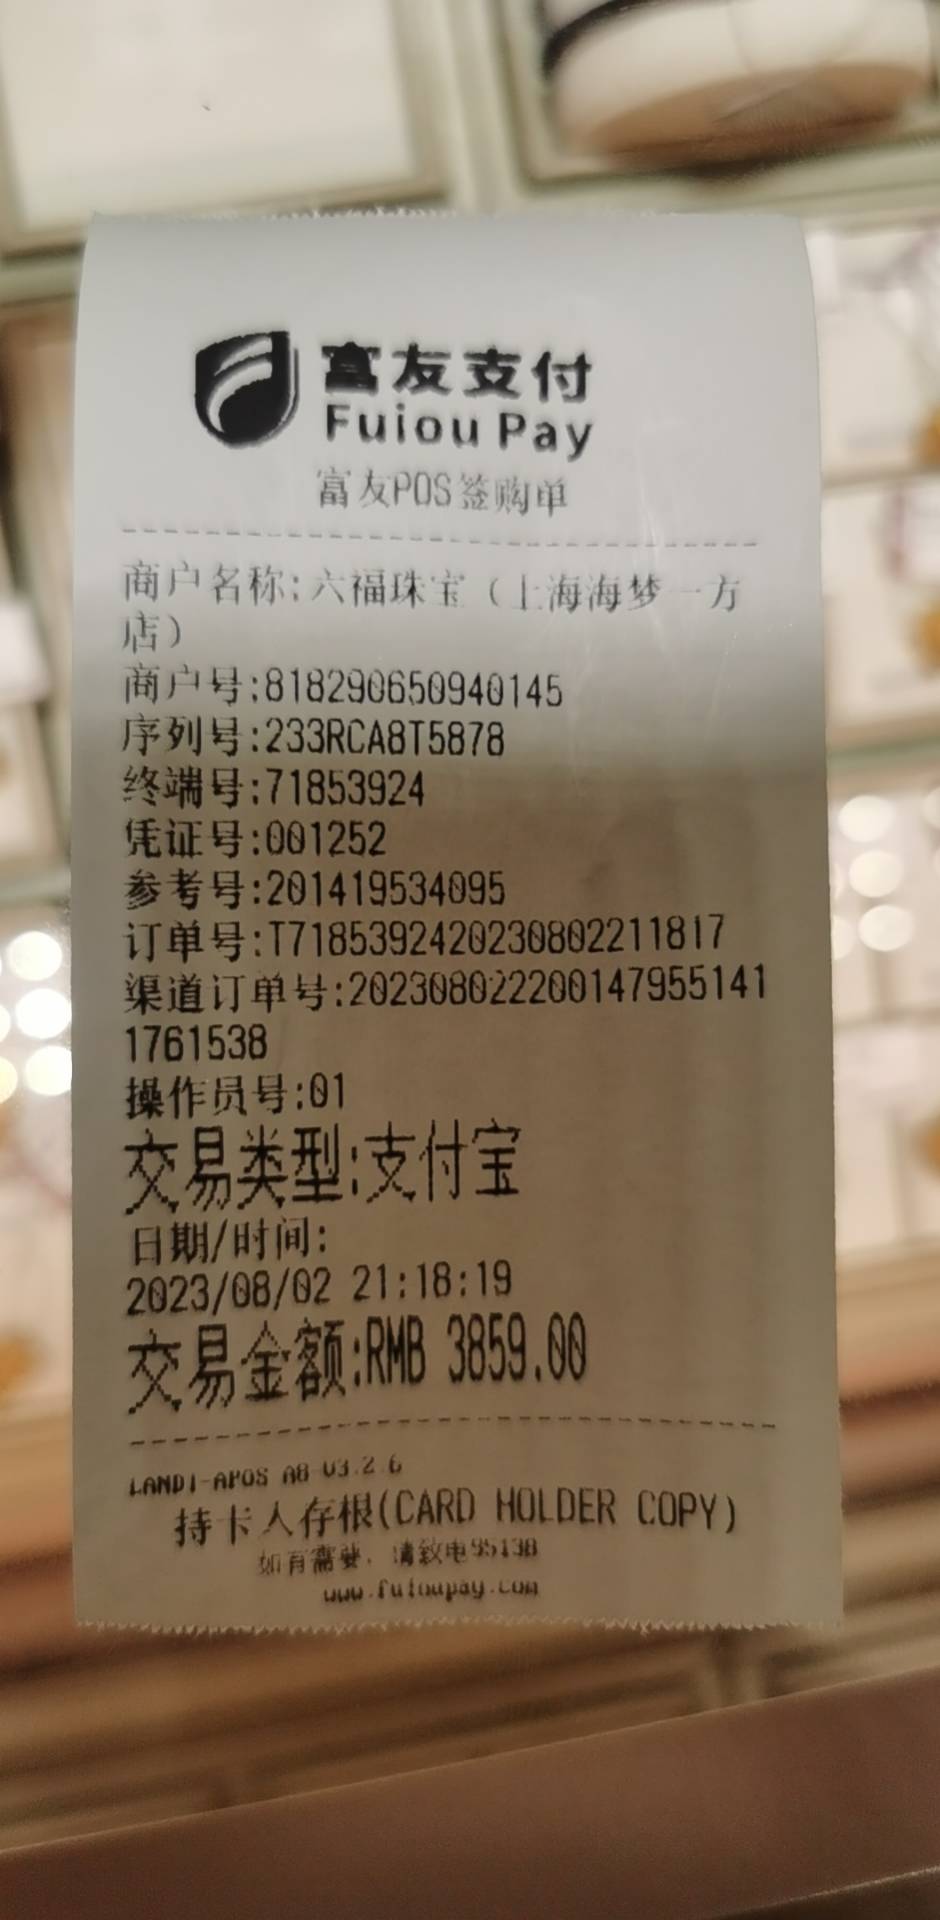 富友支付
Fuiou Pay
富友POS签购单
商户名称:六福珠宝（上海海梦一方
店）
商户号:818290650940145
序列号:233RCA8T5878
终端号:71853924
凭证号:001252
参考号:201419534095
订单号:T7185392420230802211817
渠道订单号:202308022200147955141
1761538
操作员号:01
交易类型:支付宝
日期/时间:
2023/08/02 21:18:19
交易金额:RMB 3859.00
LANDI-APOS A8-V3.2.6
持卡人存根(CARD HOLDER COPY)
如有需要，请致电95138
www.fuioupay.com